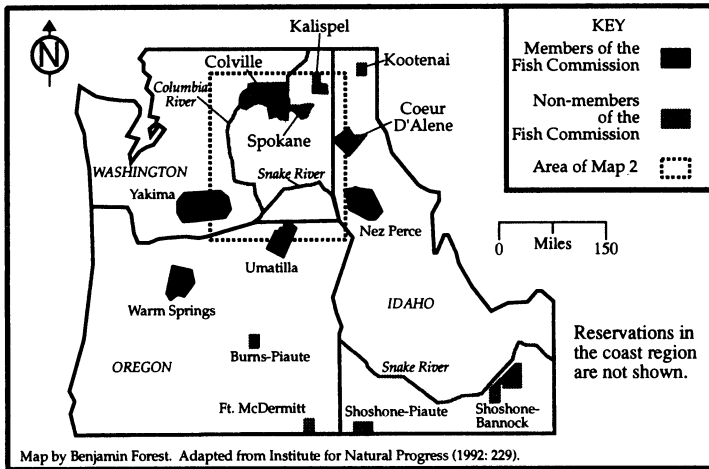 N
Kalispel
Colville
Kootenai
Columbia
River
Coeur
D'Alene
Spokane
WASHINGTON
Snake River
Yakima
Nez Perce
Umatilla
Warm Springs
IDAHO
OREGON
Burns-Piaute
Snake River
Ft. McDermitt
Shoshone-Piaute
Shoshone-
Bannock
KEY
Members of the
Fish Commission
Non-members
of the
Fish Commission
Area of Map 2
0 Miles 150
Reservations in
the coast region
are not shown.
Map by Benjamin Forest. Adapted from Institute for Natural Progress (1992: 229).